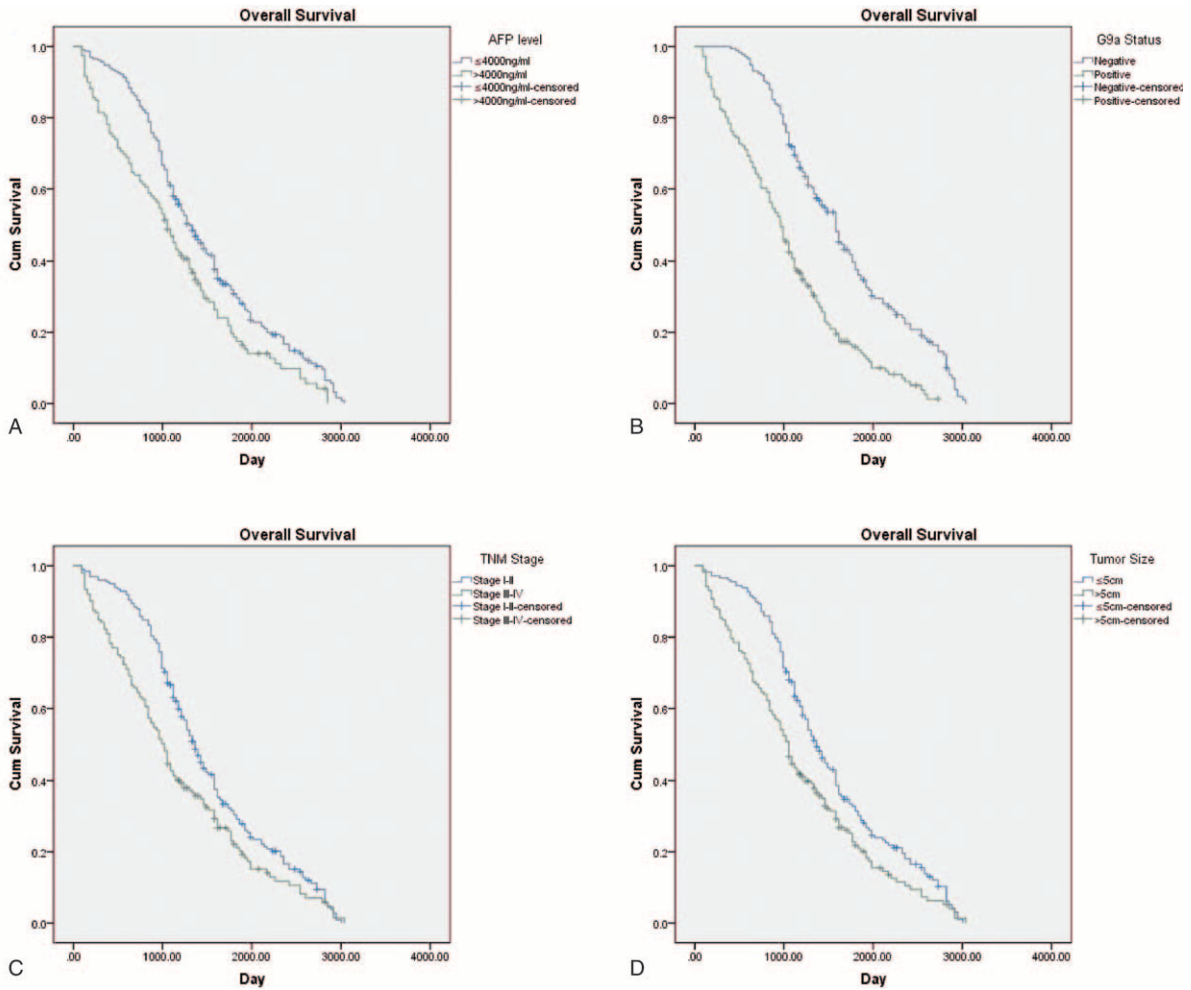 Overall Survival
AFP level
≤4000ng/ml
>4000ng/ml
≤4000ng/ml-censored
>4000ng/ml-censored
Cum Survival
1.0
0.8
0.6
0.4
0.2
0.0
.00 1000.00 2000.00 3000.00 4000.00
Day
A
Overall Survival
G9a Status
Negative
Positive
Negative-censored
Positive-censored
Cum Survival
1.0
0.8
0.6
0.4
0.2
0.0
.00 1000.00 2000.00 3000.00 4000.00
Day
B
Overall Survival
TNM Stage
Stage I-II
Stage III-IV
Stage I-II-censored
Stage III-IV-censored
Cum Survival
1.0
0.8
0.6
0.4
0.2
0.0
.00 1000.00 2000.00 3000.00 4000.00
Day
C
Overall Survival
Tumor Size
≤5cm
>5cm
≤5cm-censored
>5cm-censored
Cum Survival
1.0
0.8
0.6
0.4
0.2
0.0
.00 1000.00 2000.00 3000.00 4000.00
Day
D